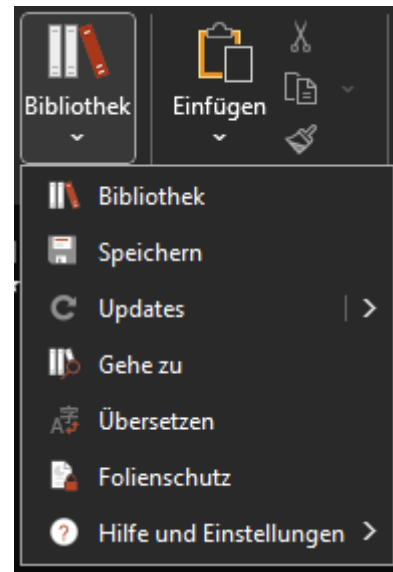 Bibliothek
Einfügen
Bibliothek
Speichern
Updates
Gehe zu
Übersetzen
Folienschutz
Hilfe und Einstellungen